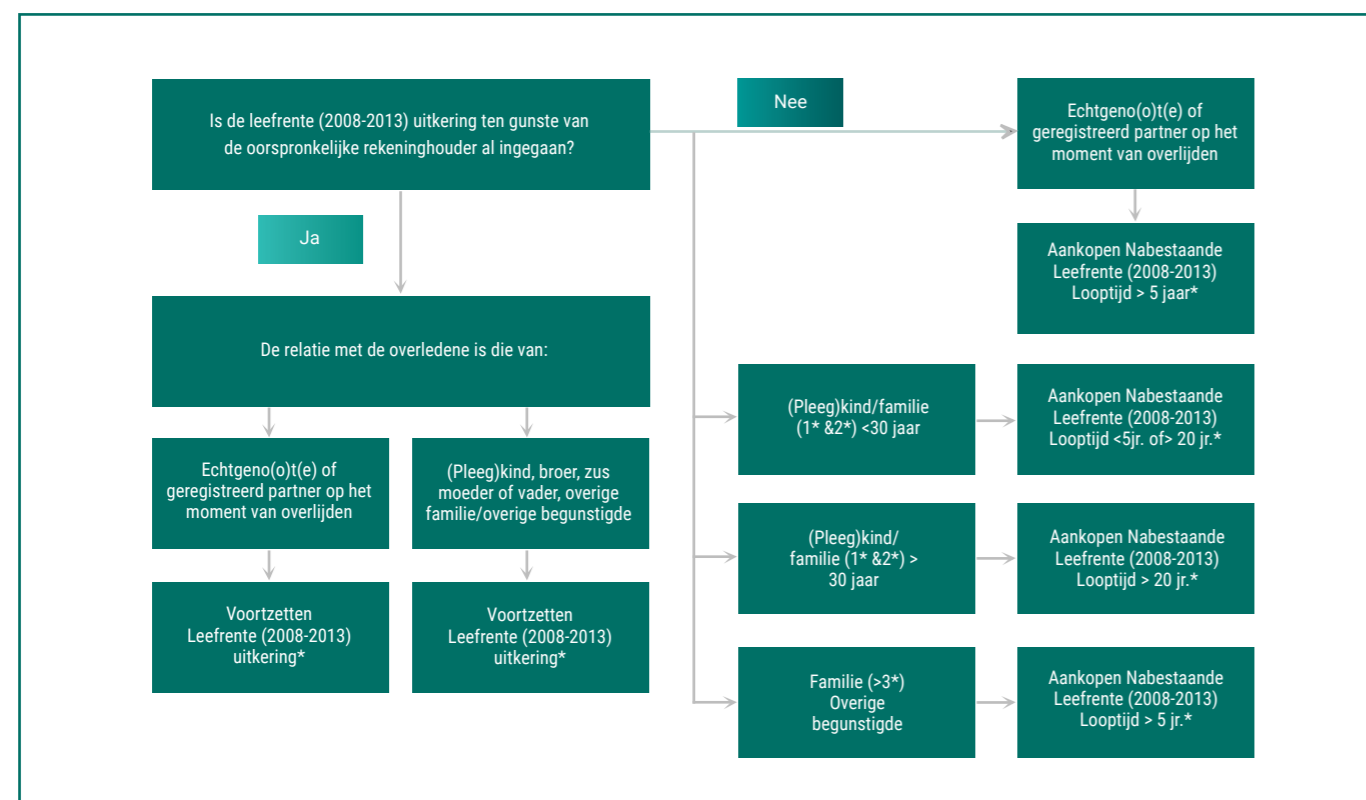 Is de leefrente (2008-2013) uitkering ten gunste van
de oorspronkelijke rekeninghouder al ingegaan?
Nee
Echtgeno(o)t(e) of
geregistreerd partner op het
moment van overlijden
Aankopen Nabestaande
Leefrente (2008-2013)
Looptijd > 5 jaar*
Ja
De relatie met de overledene is die van:
Echtgeno(o)t(e) of
geregistreerd partner op het
moment van overlijden
(Pleeg)kind, broer, zus
moeder of vader, overige
familie/overige begunstigde
Voortzetten
Leefrente (2008-2013)
uitkering*
Voortzetten
Leefrente (2008-2013)
uitkering*
(Pleeg)kind/familie
(1* &2*) <30 jaar
Aankopen Nabestaande
Leefrente (2008-2013)
Looptijd <5jr. of> 20 jr.*
(Pleeg)kind/
familie (1* &2*) >
30 jaar
Aankopen Nabestaande
Leefrente (2008-2013)
Looptijd > 20 jr.*
Familie (>3*)
Overige
begunstigde
Aankopen Nabestaande
Leefrente (2008-2013)
Looptijd > 5 jr.*